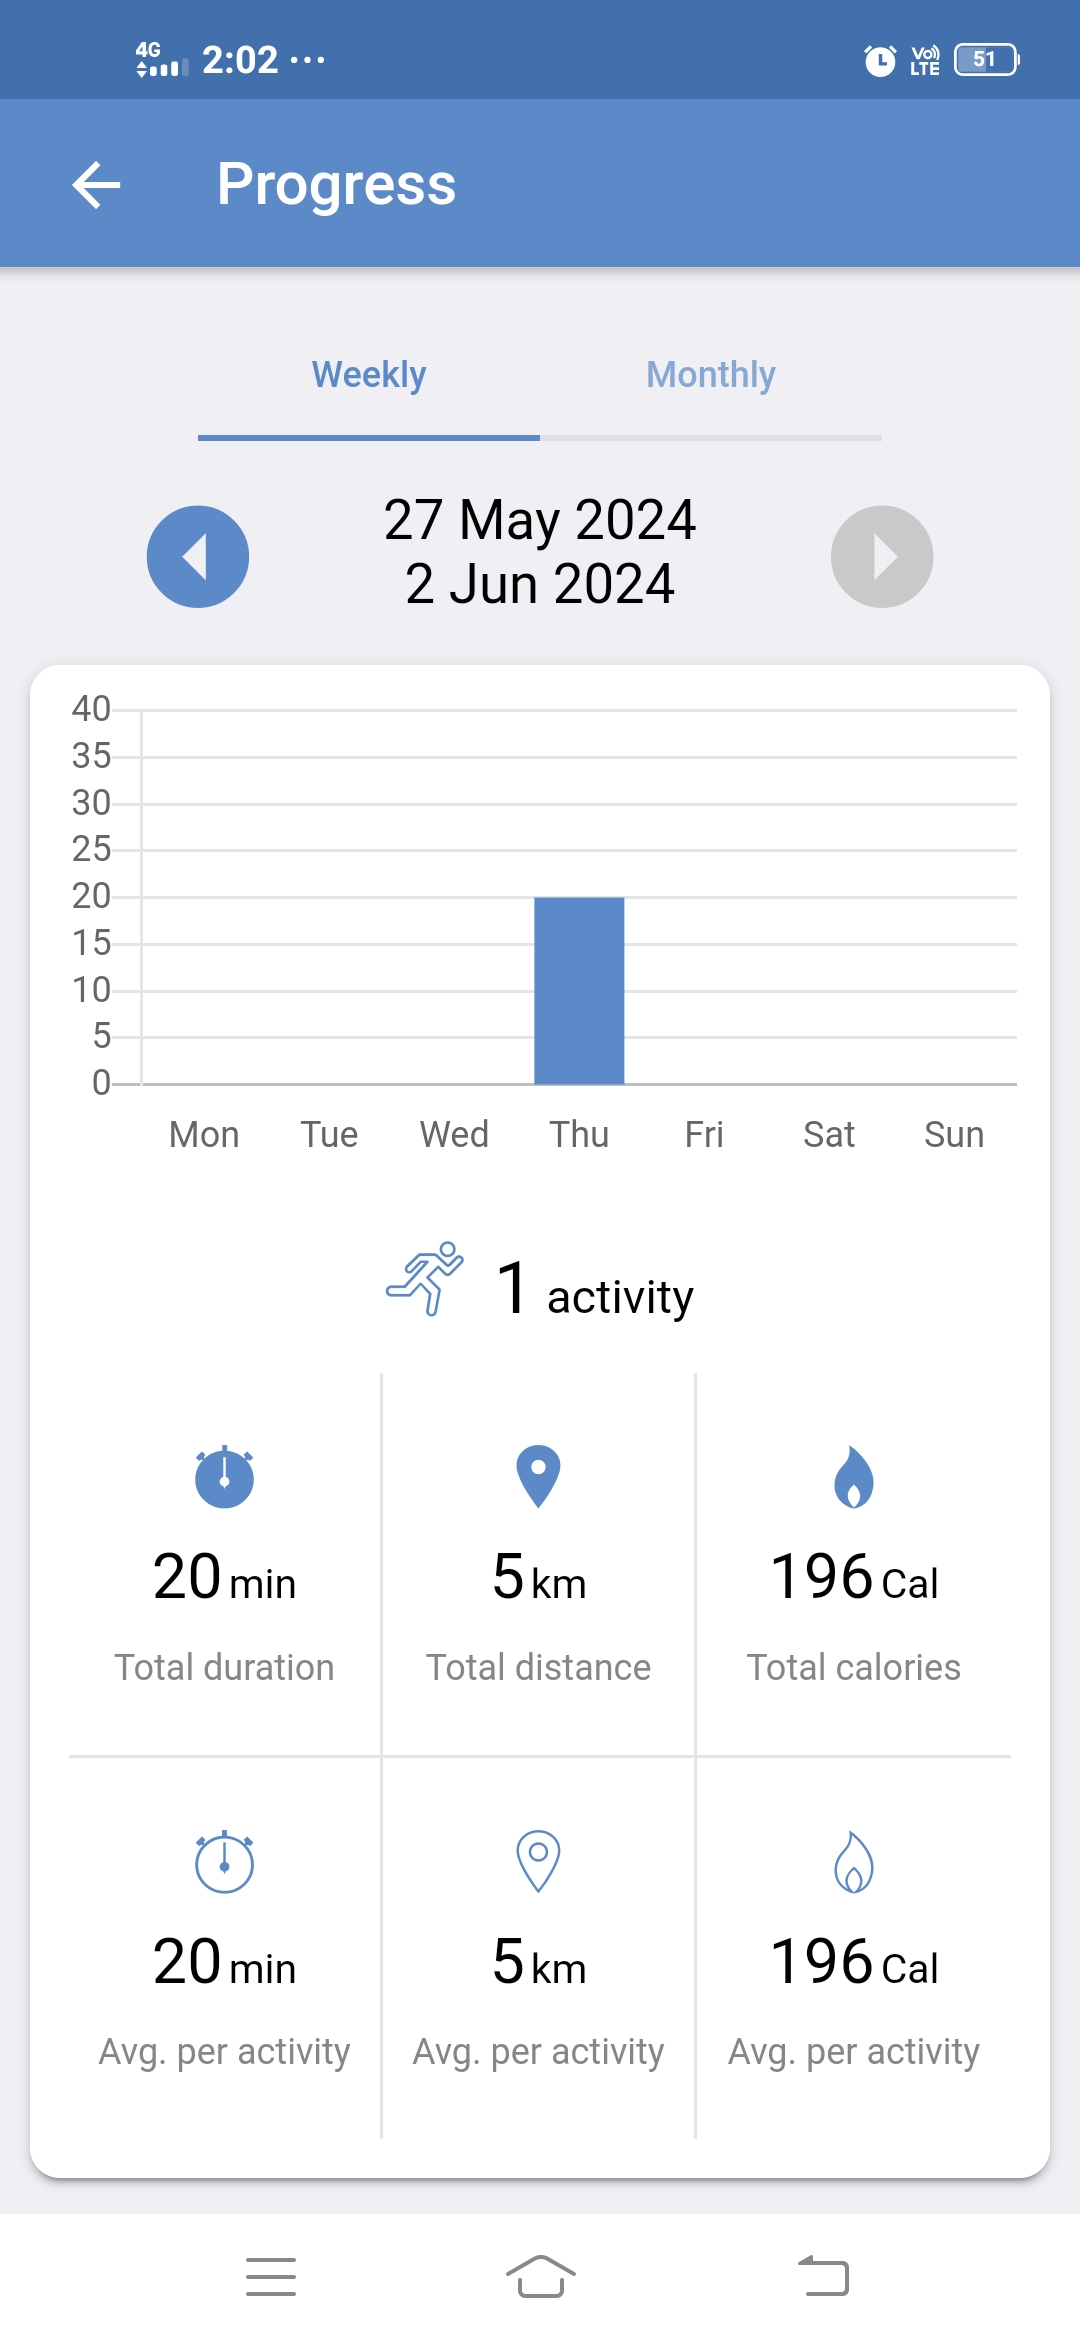 4G 2:02 ... VoLTE 51
Progress
Weekly Monthly
27 May 2024
2 Jun 2024
40
35
30
25
20
15
10
5
0
Mon Tue Wed Thu Fri Sat Sun
1 activity
20 min 5 km 196 Cal
Total duration Total distance Total calories
20 min 5 km 196 Cal
Avg. per activity Avg. per activity Avg. per activity